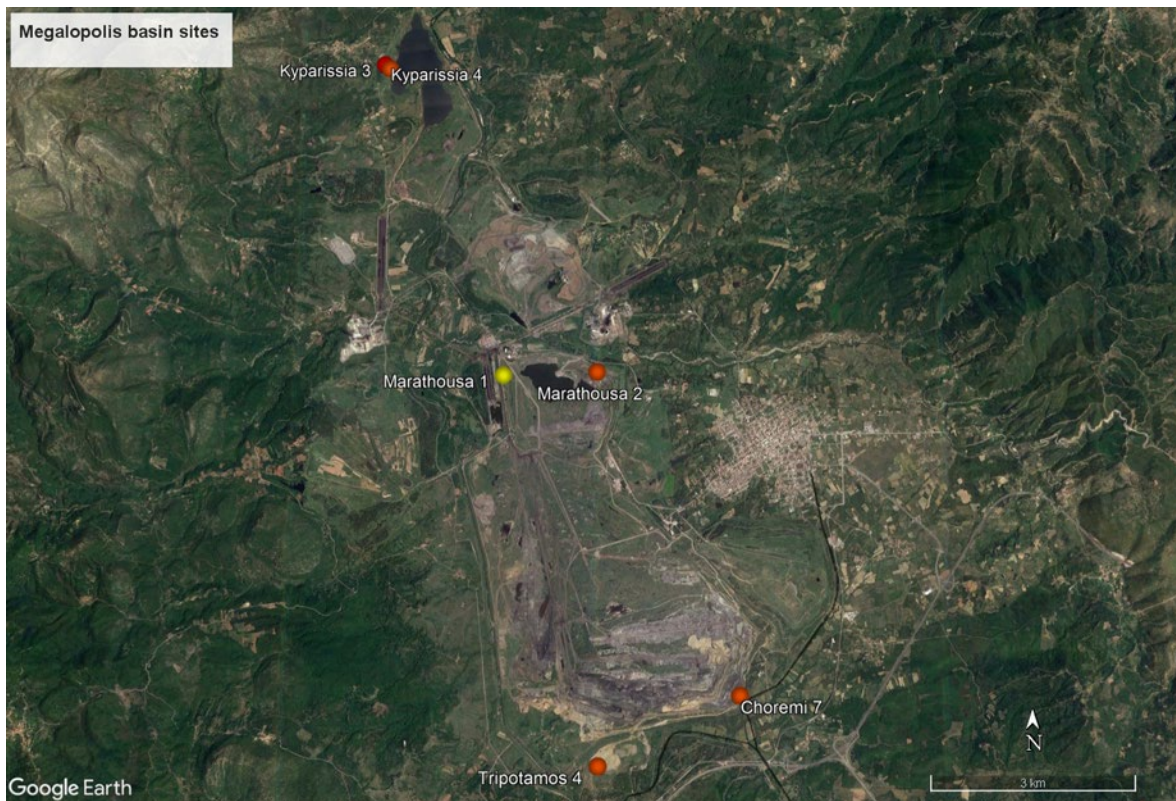 Megalopolis basin sites
Kyparissia 3
Kyparissia 4
Marathousa 1
Marathousa 2
Choremi 7
Tripotamos 4
N
3 km
Google Earth